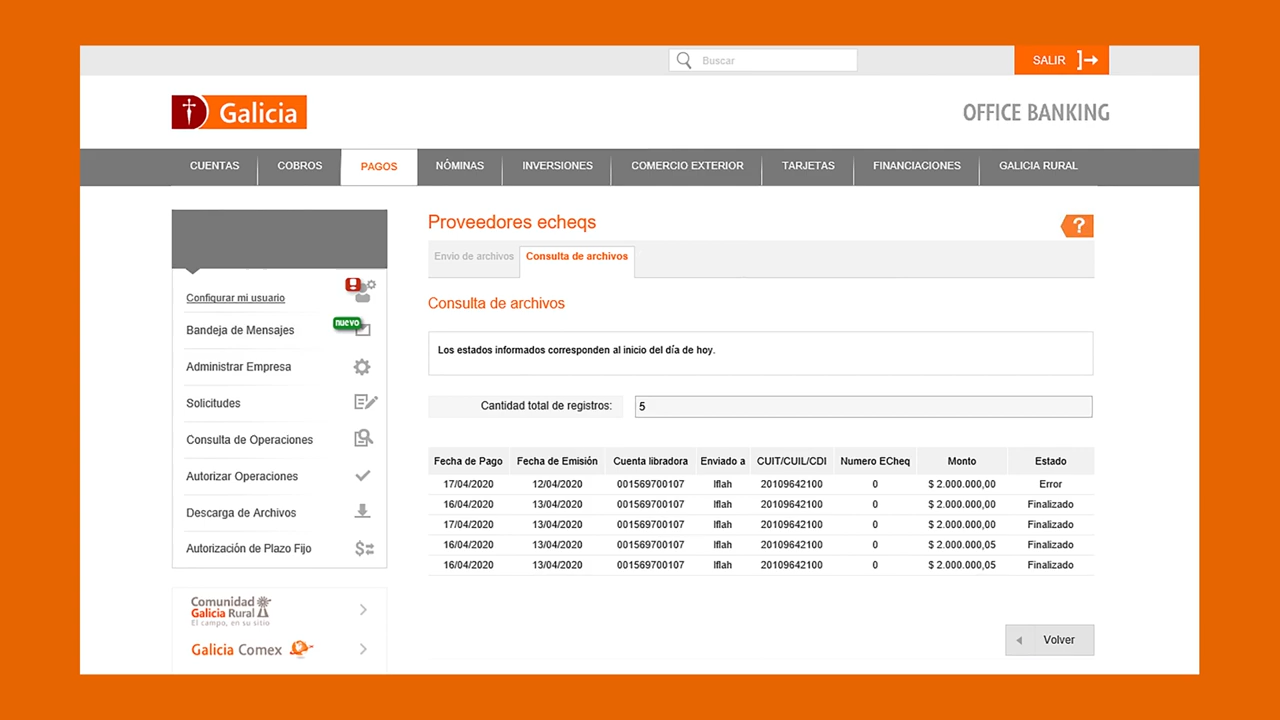 Buscar
SALIR
Galicia
OFFICE BANKING
CUENTAS COBROS PAGOS NÓMINAS INVERSIONES COMERCIO EXTERIOR TARJETAS FINANCIACIONES GALICIA RURAL
Proveedores echeqs
?
Envio de archivos Consulta de archivos
Consulta de archivos
Los estados informados corresponden al inicio del día de hoy.
Cantidad total de registros: 5
Fecha de Pago Fecha de Emisión Cuenta libradora Enviado a CUIT/CUIL/CDI Numero ECheq Monto Estado
17/04/2020 12/04/2020 001569700107 Iflah 20109642100 0 $ 2.000.000,00 Error
16/04/2020 13/04/2020 001569700107 Iflah 20109642100 0 $ 2.000.000,00 Finalizado
17/04/2020 13/04/2020 001569700107 Iflah 20109642100 0 $ 2.000.000,00 Finalizado
16/04/2020 13/04/2020 001569700107 Iflah 20109642100 0 $ 2.000.000,05 Finalizado
16/04/2020 13/04/2020 001569700107 Iflah 20109642100 0 $ 2.000.000,05 Finalizado
Volver
Configurar mi usuario
Bandeja de Mensajes nuevo
Administrar Empresa
Solicitudes
Consulta de Operaciones
Autorizar Operaciones
Descarga de Archivos
Autorización de Plazo Fijo
Comunidad
Galicia Rural
El campo, en su sitio
Galicia Comex